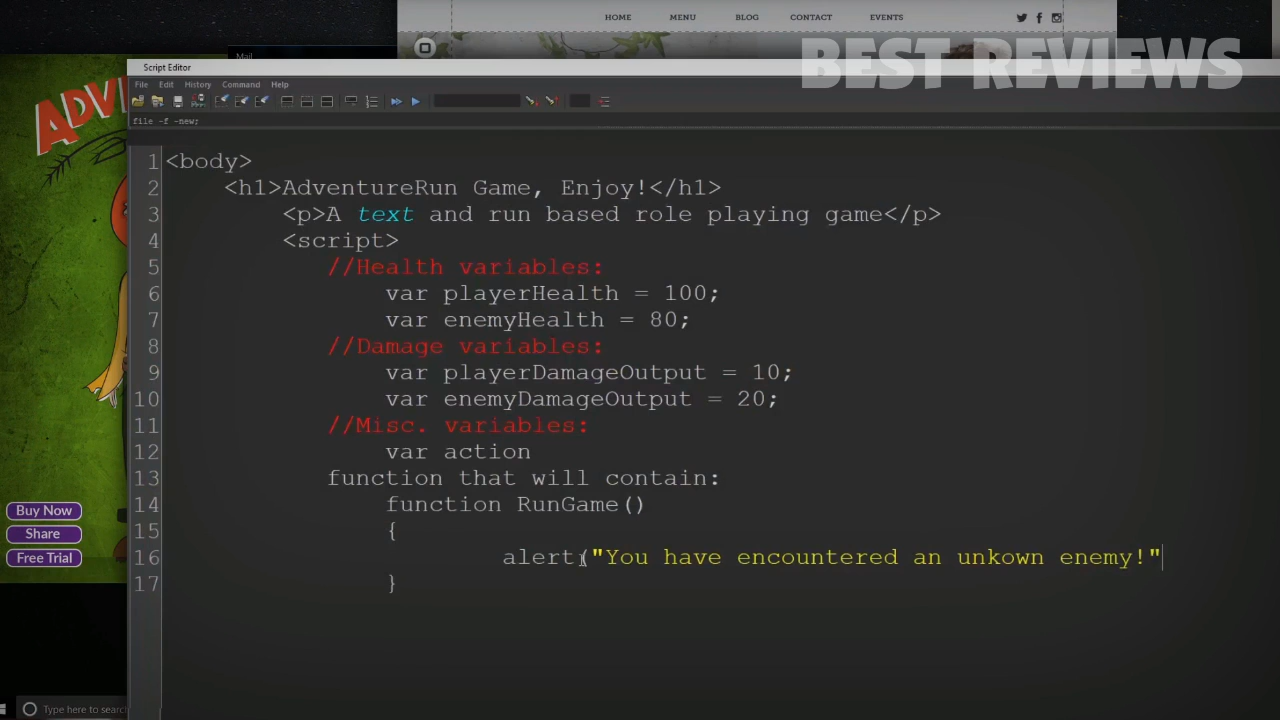 HOME MENU BLOG CONTACT EVENTS
BEST REVIEWS
Mail
Script Editor
File Edit History Command Help
file -f -new;
ADV
1 <body>
2 <h1>AdventureRun Game, Enjoy!</h1>
3 <p>A text and run based role playing game</p>
4 <script>
5 //Health variables:
6 var playerHealth = 100;
7 var enemyHealth = 80;
8 //Damage variables:
9 var playerDamageOutput = 10;
10 var enemyDamageOutput = 20;
11 //Misc. variables:
12 var action
13 function that will contain:
14 function RunGame()
15 {
16 alert("You have encountered an unkown enemy!"
17 }
Buy Now
Share
Free Trial
Type here to search